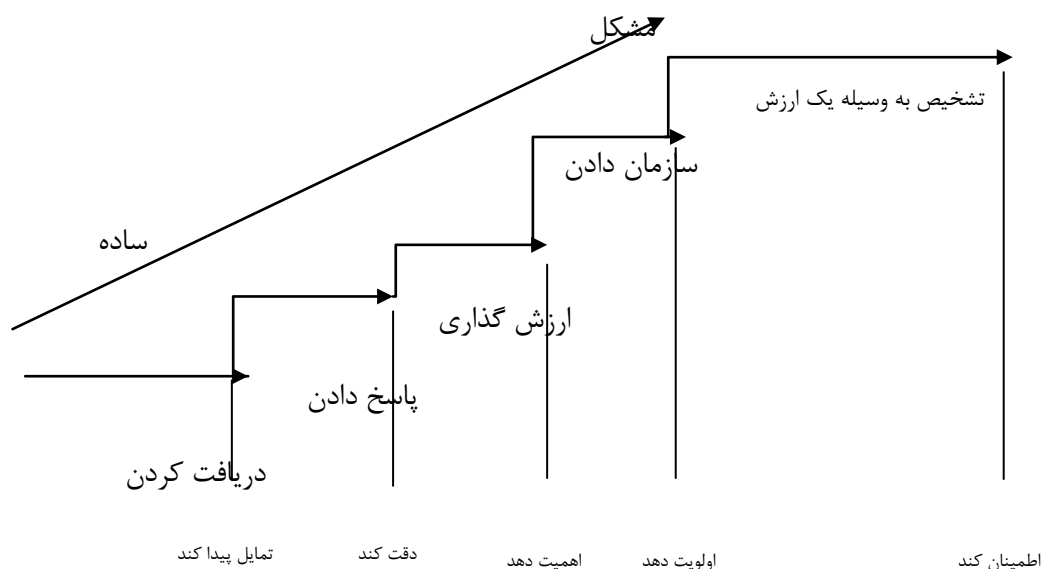 مشکل
تشخیص به وسیله یک ارزش
سازمان دادن
ساده
ارزش گذاری
پاسخ دادن
دریافت کردن
تمایل پیدا کند
دقت کند
اهمیت دهد
اولویت دهد
اطمینان کند